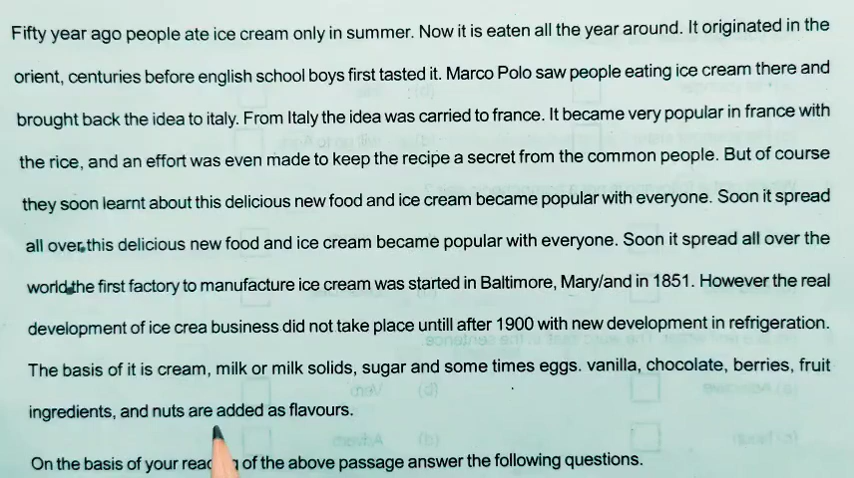 Fifty year ago people ate ice cream only in summer. Now it is eaten all the year around. It originated in the
orient, centuries before english school boys first tasted it. Marco Polo saw people eating ice cream there and
brought back the idea to italy. From Italy the idea was carried to france. It became very popular in france with
the rice, and an effort was even made to keep the recipe a secret from the common people. But of course
they soon learnt about this delicious new food and ice cream became popular with everyone. Soon it spread
all over,this delicious new food and ice cream became popular with everyone. Soon it spread all over the
world,the first factory to manufacture ice cream was started in Baltimore, Mary/and in 1851. However the real
development of ice crea business did not take place untill after 1900 with new development in refrigeration.
The basis of it is cream, milk or milk solids, sugar and some times eggs. vanilla, chocolate, berries, fruit
ingredients, and nuts are added as flavours.
On the basis of your of the above passage answer the following questions.